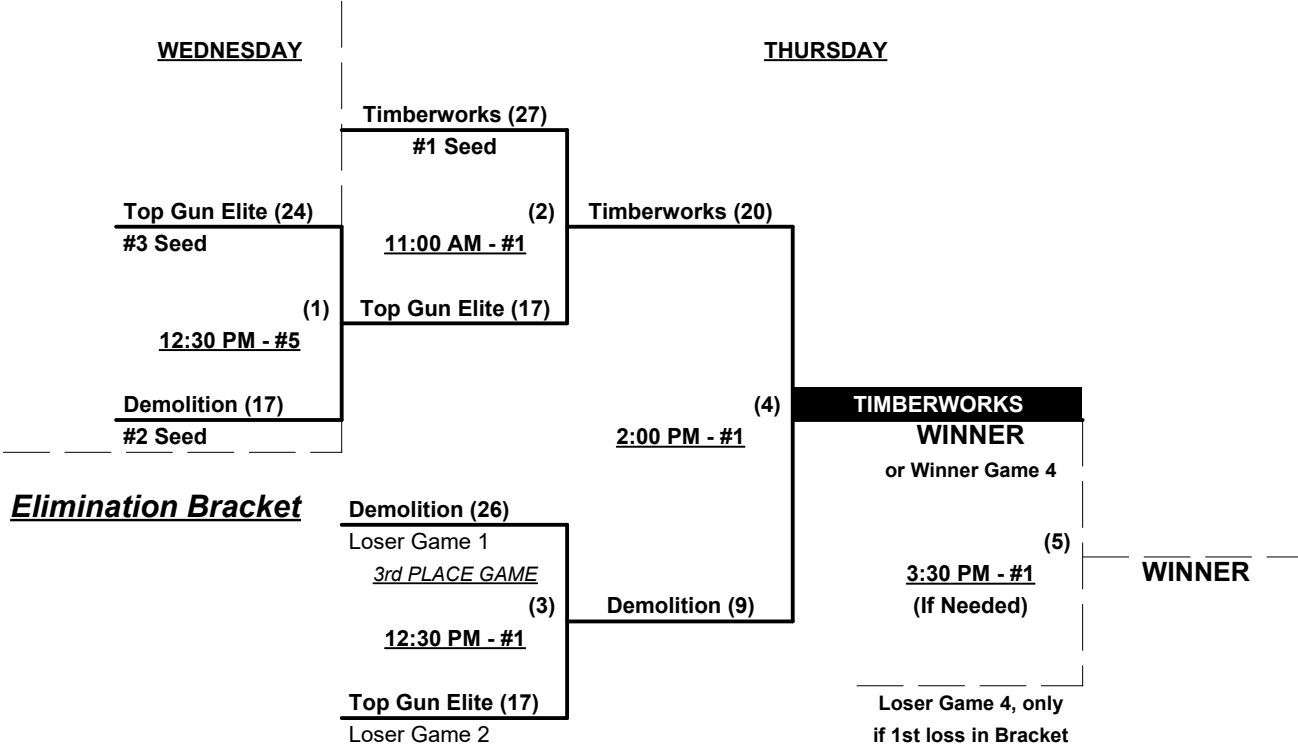 WEDNESDAY
THURSDAY
Timberworks (27)
#1 Seed
Top Gun Elite (24)
#3 Seed
(2)
11:00 AM - #1
Timberworks (20)
(1)
12:30 PM - #5
Top Gun Elite (17)
Demolition (17)
#2 Seed
(4)
2:00 PM - #1
TIMBERWORKS
WINNER
or Winner Game 4
Elimination Bracket
Demolition (26)
Loser Game 1
3rd PLACE GAME
(3)
12:30 PM - #1
Demolition (9)
(5)
3:30 PM - #1
(If Needed)
WINNER
Top Gun Elite (17)
Loser Game 2
Loser Game 4, only
if 1st loss in Bracket